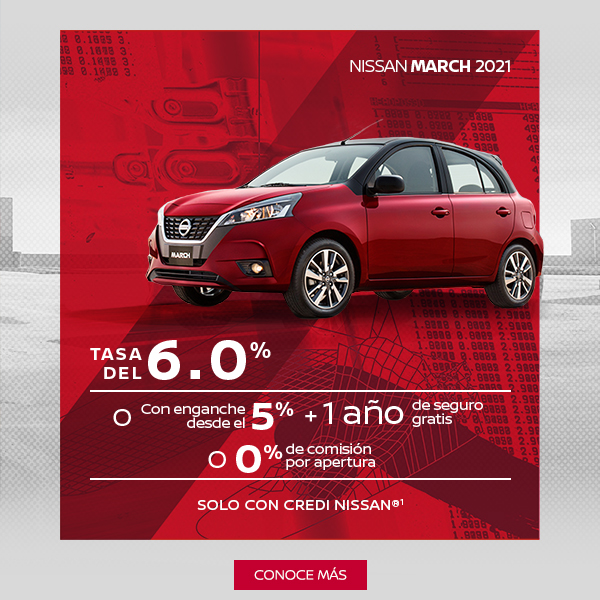 NISSAN MARCH 2021
NISSAN
MARCH
TASA DEL 6.0%
O Con enganche desde el 5% + 1 año de seguro gratis
O 0% de comisión por apertura
SOLO CON CREDI NISSAN®1
CONOCE MÁS